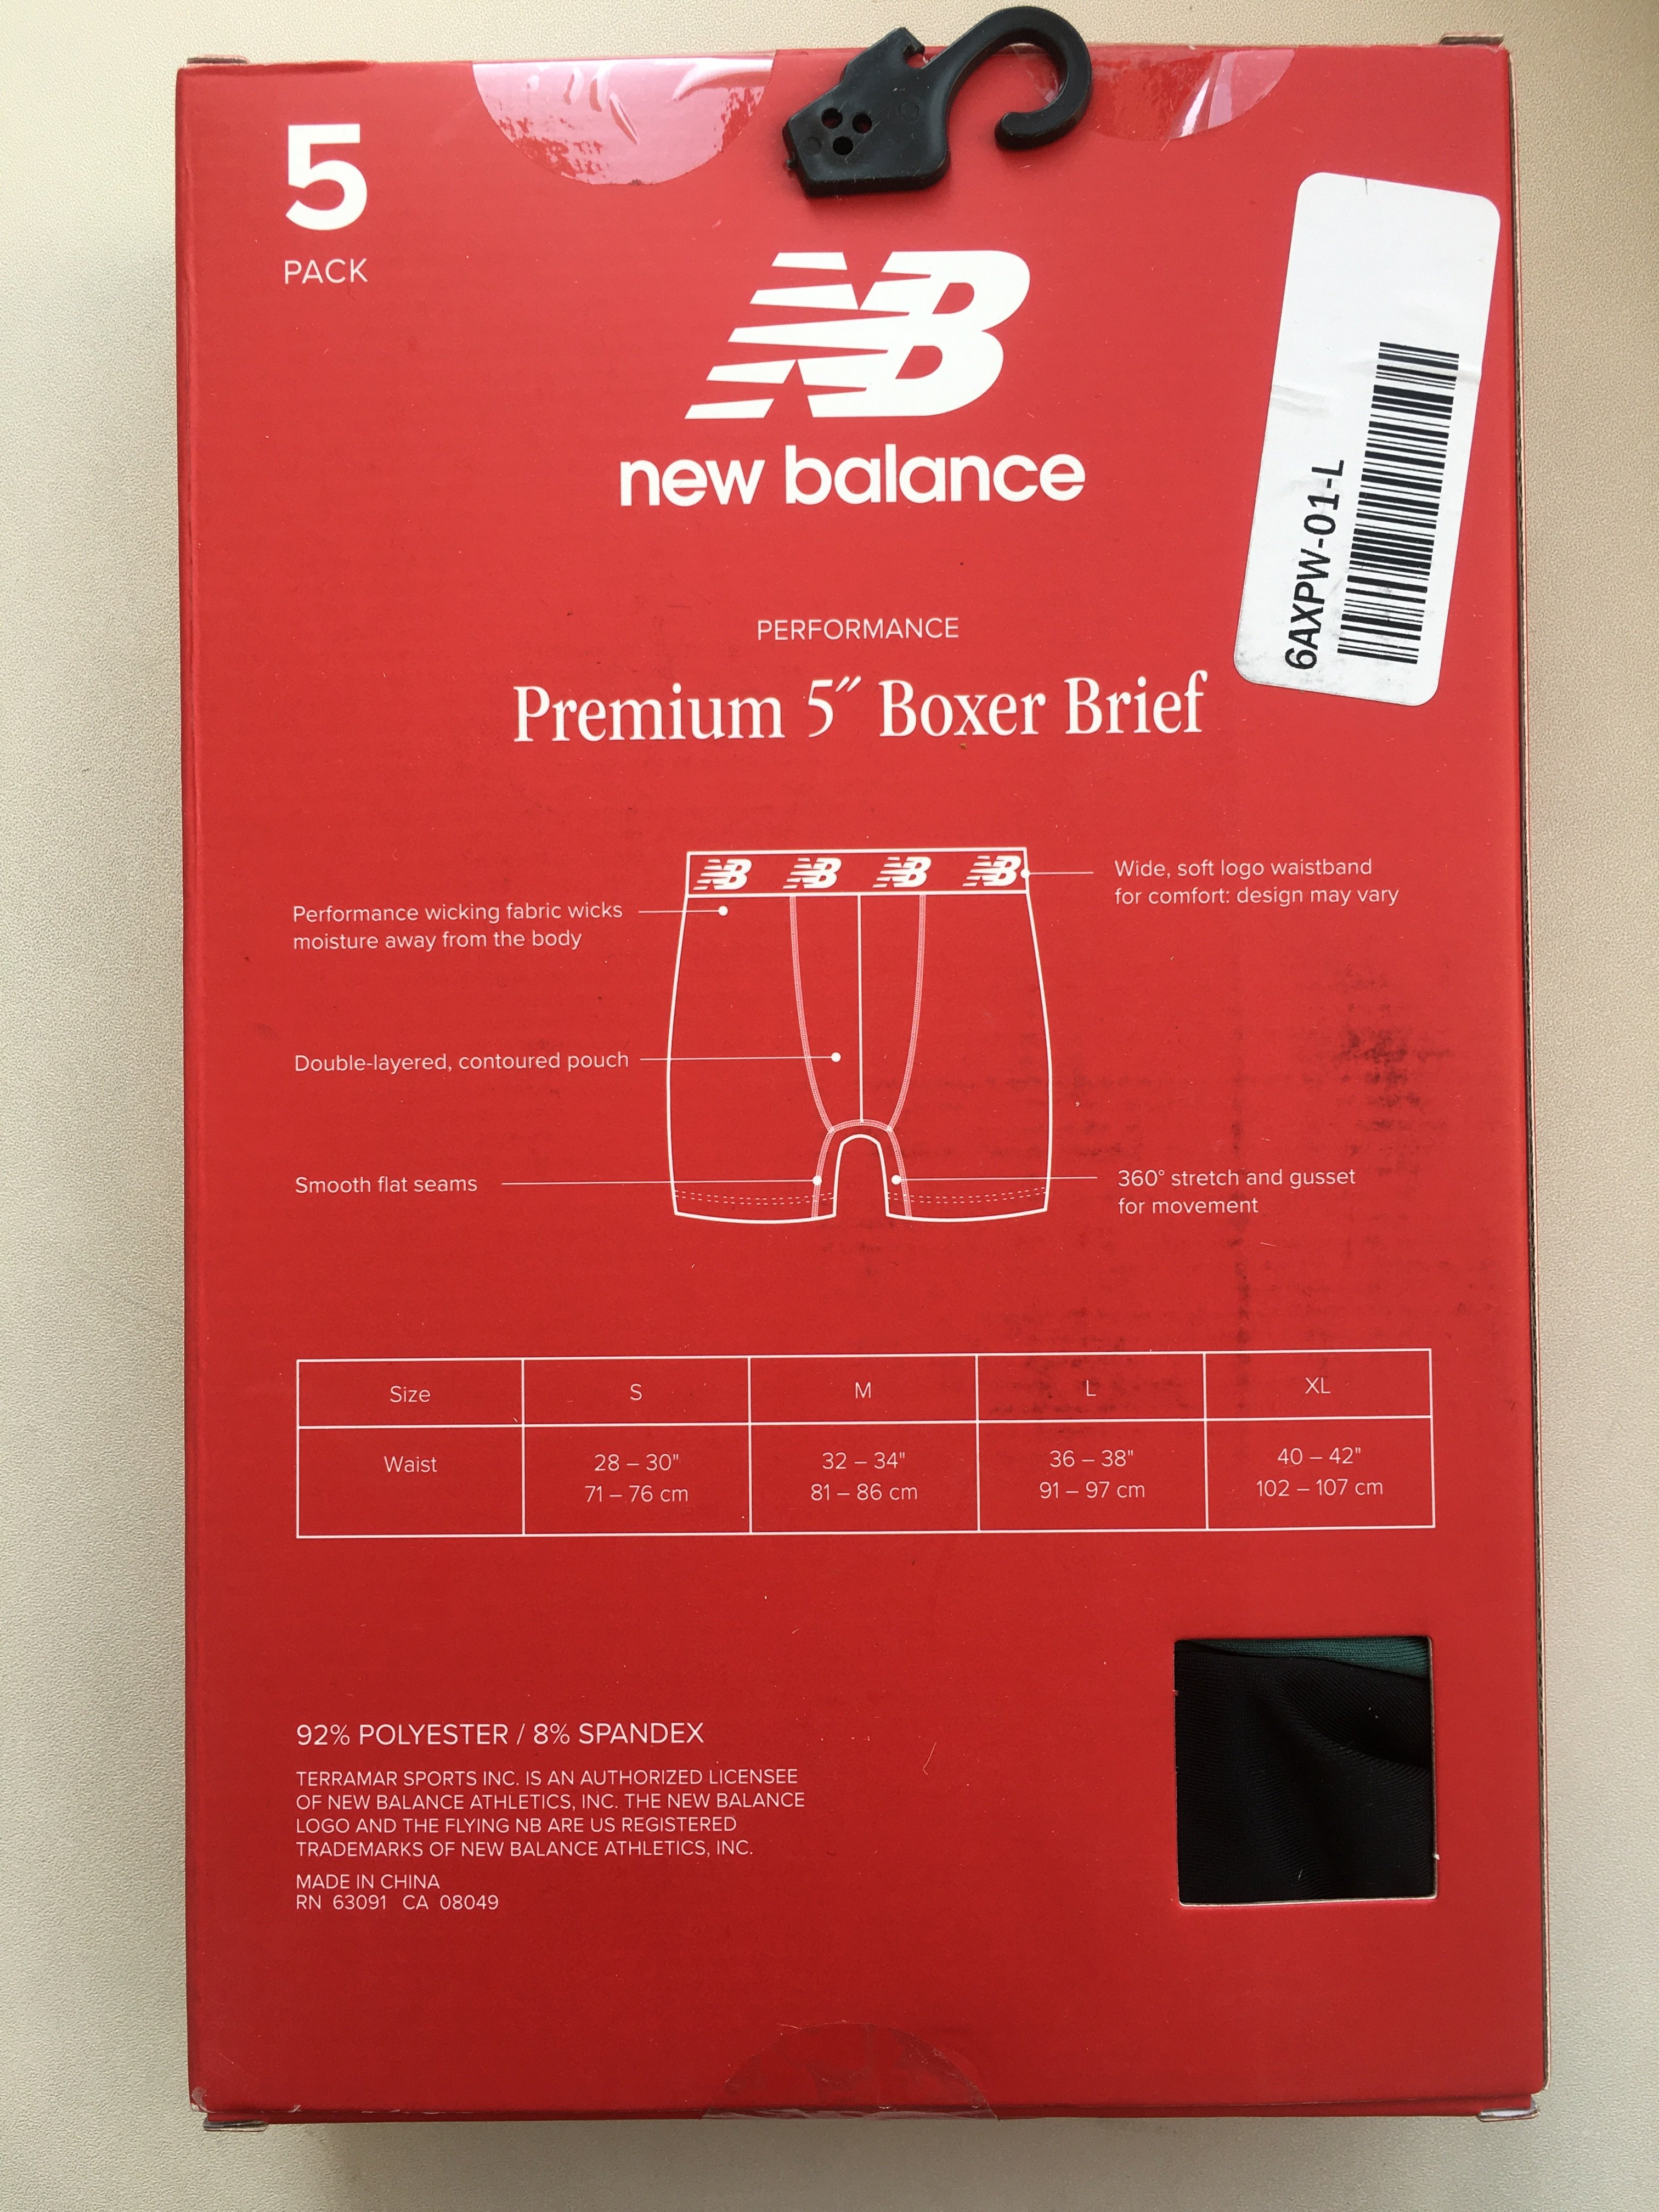 5
PACK
NB
new balance
6AXPW-01-L
PERFORMANCE
Premium 5″ Boxer Brief
NB NB NB NB
Wide, soft logo waistband
for comfort: design may vary
Performance wicking fabric wicks
moisture away from the body
Double-layered, contoured pouch
Smooth flat seams
360° stretch and gusset
for movement
Size S M L XL
Waist 28 – 30" 32 – 34" 36 – 38" 40 – 42"
71 – 76 cm 81 – 86 cm 91 – 97 cm 102 – 107 cm
92% POLYESTER / 8% SPANDEX
TERRAMAR SPORTS INC. IS AN AUTHORIZED LICENSEE
OF NEW BALANCE ATHLETICS, INC. THE NEW BALANCE
LOGO AND THE FLYING NB ARE US REGISTERED
TRADEMARKS OF NEW BALANCE ATHLETICS, INC.
MADE IN CHINA
RN 63091 CA 08049